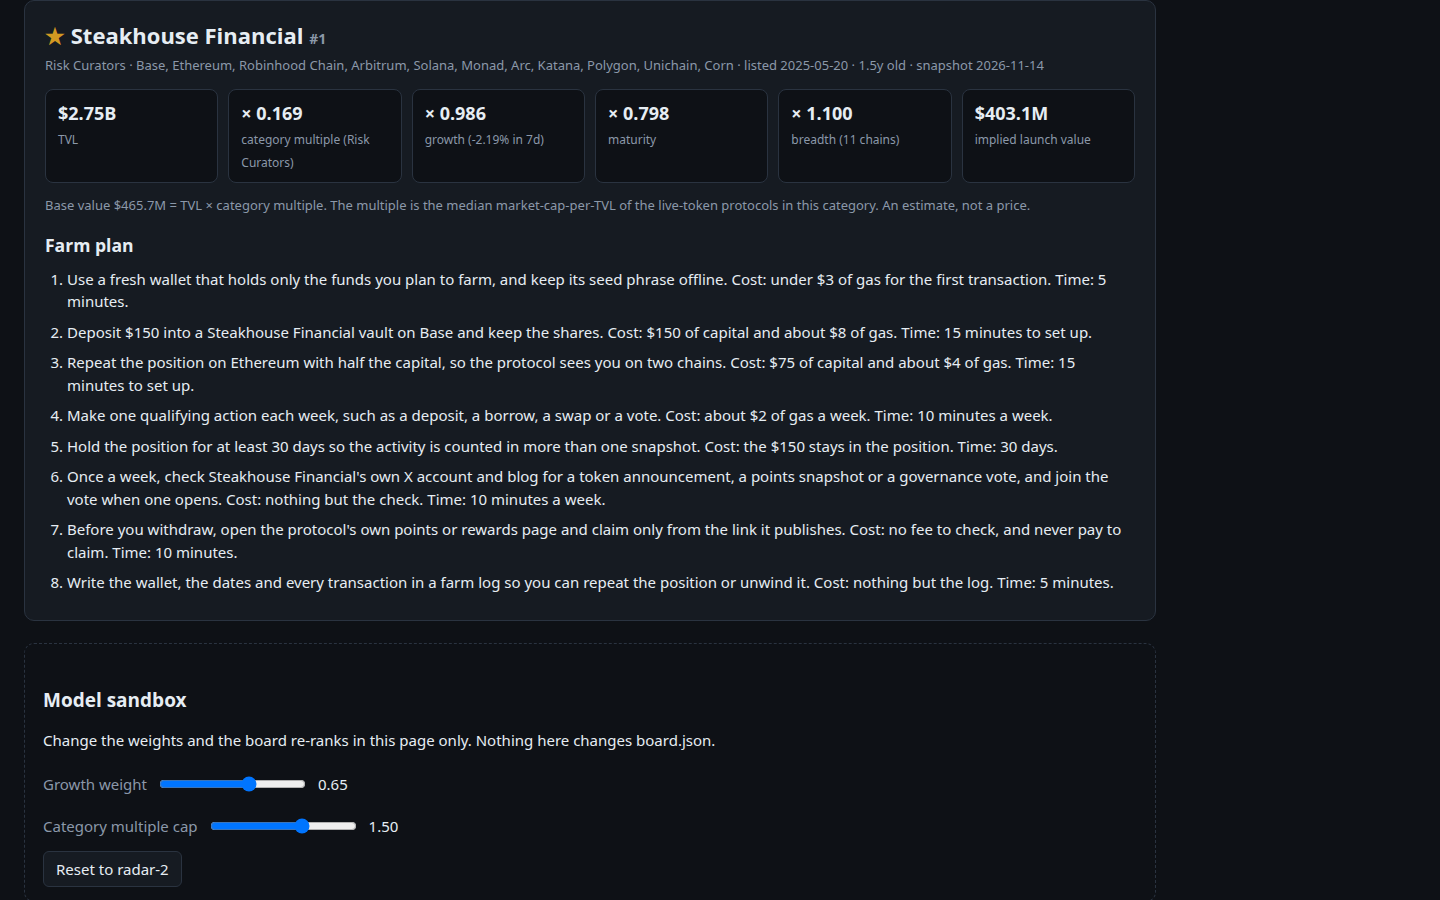 ★ Steakhouse Financial #1
Risk Curators · Base, Ethereum, Robinhood Chain, Arbitrum, Solana, Monad, Arc, Katana, Polygon, Unichain, Corn · listed 2025-05-20 · 1.5y old · snapshot 2026-11-14
$2.75B
TVL
× 0.169
category multiple (Risk
Curators)
× 0.986
growth (-2.19% in 7d)
× 0.798
maturity
× 1.100
breadth (11 chains)
$403.1M
implied launch value
Base value $465.7M = TVL × category multiple. The multiple is the median market-cap-per-TVL of the live-token protocols in this category. An estimate, not a price.
Farm plan
1. Use a fresh wallet that holds only the funds you plan to farm, and keep its seed phrase offline. Cost: under $3 of gas for the first transaction. Time: 5
minutes.
2. Deposit $150 into a Steakhouse Financial vault on Base and keep the shares. Cost: $150 of capital and about $8 of gas. Time: 15 minutes to set up.
3. Repeat the position on Ethereum with half the capital, so the protocol sees you on two chains. Cost: $75 of capital and about $4 of gas. Time: 15
minutes to set up.
4. Make one qualifying action each week, such as a deposit, a borrow, a swap or a vote. Cost: about $2 of gas a week. Time: 10 minutes a week.
5. Hold the position for at least 30 days so the activity is counted in more than one snapshot. Cost: the $150 stays in the position. Time: 30 days.
6. Once a week, check Steakhouse Financial's own X account and blog for a token announcement, a points snapshot or a governance vote, and join the
vote when one opens. Cost: nothing but the check. Time: 10 minutes a week.
7. Before you withdraw, open the protocol's own points or rewards page and claim only from the link it publishes. Cost: no fee to check, and never pay to
claim. Time: 10 minutes.
8. Write the wallet, the dates and every transaction in a farm log so you can repeat the position or unwind it. Cost: nothing but the log. Time: 5 minutes.
Model sandbox
Change the weights and the board re-ranks in this page only. Nothing here changes board.json.
Growth weight 0.65
Category multiple cap 1.50
Reset to radar-2